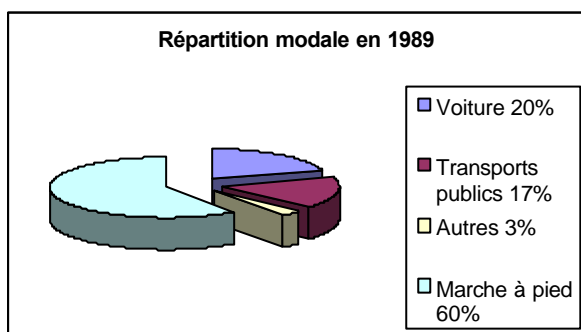 Répartition modale en 1989
Voiture 20%
Transports
publics 17%
Autres 3%
Marche à pied
60%